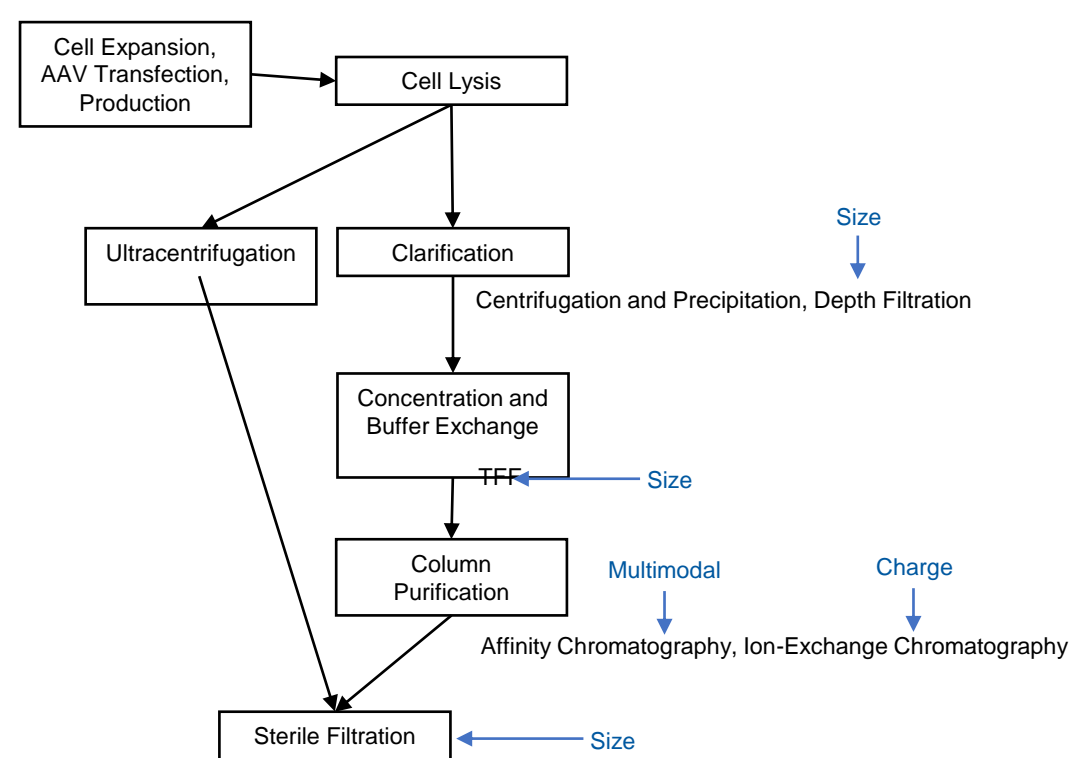 Cell Expansion,
AAV Transfection,
Production
Cell Lysis
Ultracentrifugation
Clarification
Size
Centrifugation and Precipitation, Depth Filtration
Concentration and
Buffer Exchange
TFF
Size
Column
Purification
Multimodal
Charge
Affinity Chromatography, Ion-Exchange Chromatography
Sterile Filtration
Size